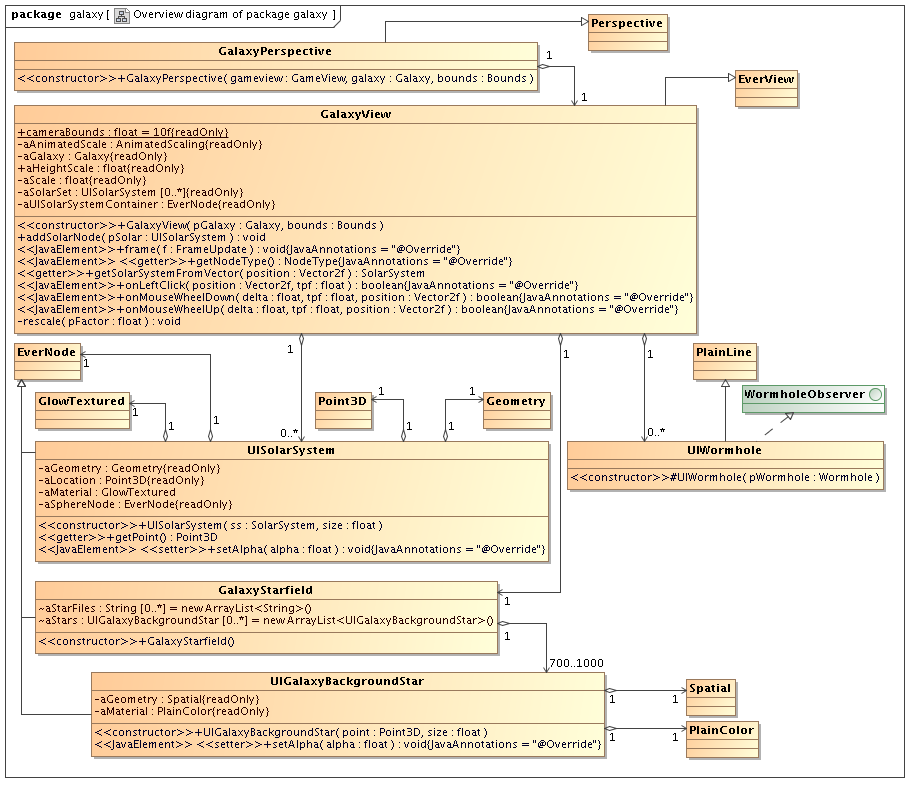 package galaxy [ Overview diagram of package galaxy ]
Perspective
GalaxyPerspective
<<constructor>>+GalaxyPerspective( gameview : GameView, galaxy : Galaxy, bounds : Bounds )
1
1
EverView
GalaxyView
+cameraBounds : float = 10f{readOnly}
-aAnimatedScale : AnimatedScaling{readOnly}
-aGalaxy : Galaxy{readOnly}
+aHeightScale : float{readOnly}
-aScale : float{readOnly}
-aSolarSet : UISolarSystem [0..*]{readOnly}
-aUISolarSystemContainer : EverNode{readOnly}
<<constructor>>+GalaxyView( pGalaxy : Galaxy, bounds : Bounds )
+addSolarNode( pSolar : UISolarSystem ) : void
<<JavaElement>>+frame( f : FrameUpdate ) : void{JavaAnnotations = "@Override"}
<<JavaElement>> <<getter>>+getNodeType() : NodeType{JavaAnnotations = "@Override"}
<<getter>>+getSolarSystemFromVector( position : Vector2f ) : SolarSystem
<<JavaElement>>+onLeftClick( position : Vector2f, tpf : float ) : boolean{JavaAnnotations = "@Override"}
<<JavaElement>>+onMouseWheelDown( delta : float, tpf : float, position : Vector2f ) : boolean{JavaAnnotations = "@Override"}
<<JavaElement>>+onMouseWheelUp( delta : float, tpf : float, position : Vector2f ) : boolean{JavaAnnotations = "@Override"}
-rescale( pFactor : float ) : void
1
1
1
EverNode
1
PlainLine
GlowTextured
1
Point3D
1
1
Geometry
WormholeObserver
1
1
1
1
0..*
0..*
UISolarSystem
-aGeometry : Geometry{readOnly}
-aLocation : Point3D{readOnly}
-aMaterial : GlowTextured
-aSphereNode : EverNode{readOnly}
<<constructor>>+UISolarSystem( ss : SolarSystem, size : float )
<<getter>>+getPoint() : Point3D
<<JavaElement>> <<setter>>+setAlpha( alpha : float ) : void{JavaAnnotations = "@Override"}
UIWormhole
<<constructor>>#UIWormhole( pWormhole : Wormhole )
GalaxyStarfield
~aStarFiles : String [0..*] = new ArrayList<String>()
~aStars : UIGalaxyBackgroundStar [0..*] = new ArrayList<UIGalaxyBackgroundStar>()
<<constructor>>+GalaxyStarfield()
1
1
700..1000
UIGalaxyBackgroundStar
-aGeometry : Spatial{readOnly}
-aMaterial : PlainColor{readOnly}
<<constructor>>+UIGalaxyBackgroundStar( point : Point3D, size : float )
<<JavaElement>> <<setter>>+setAlpha( alpha : float ) : void{JavaAnnotations = "@Override"}
1
1
Spatial
1
1
PlainColor